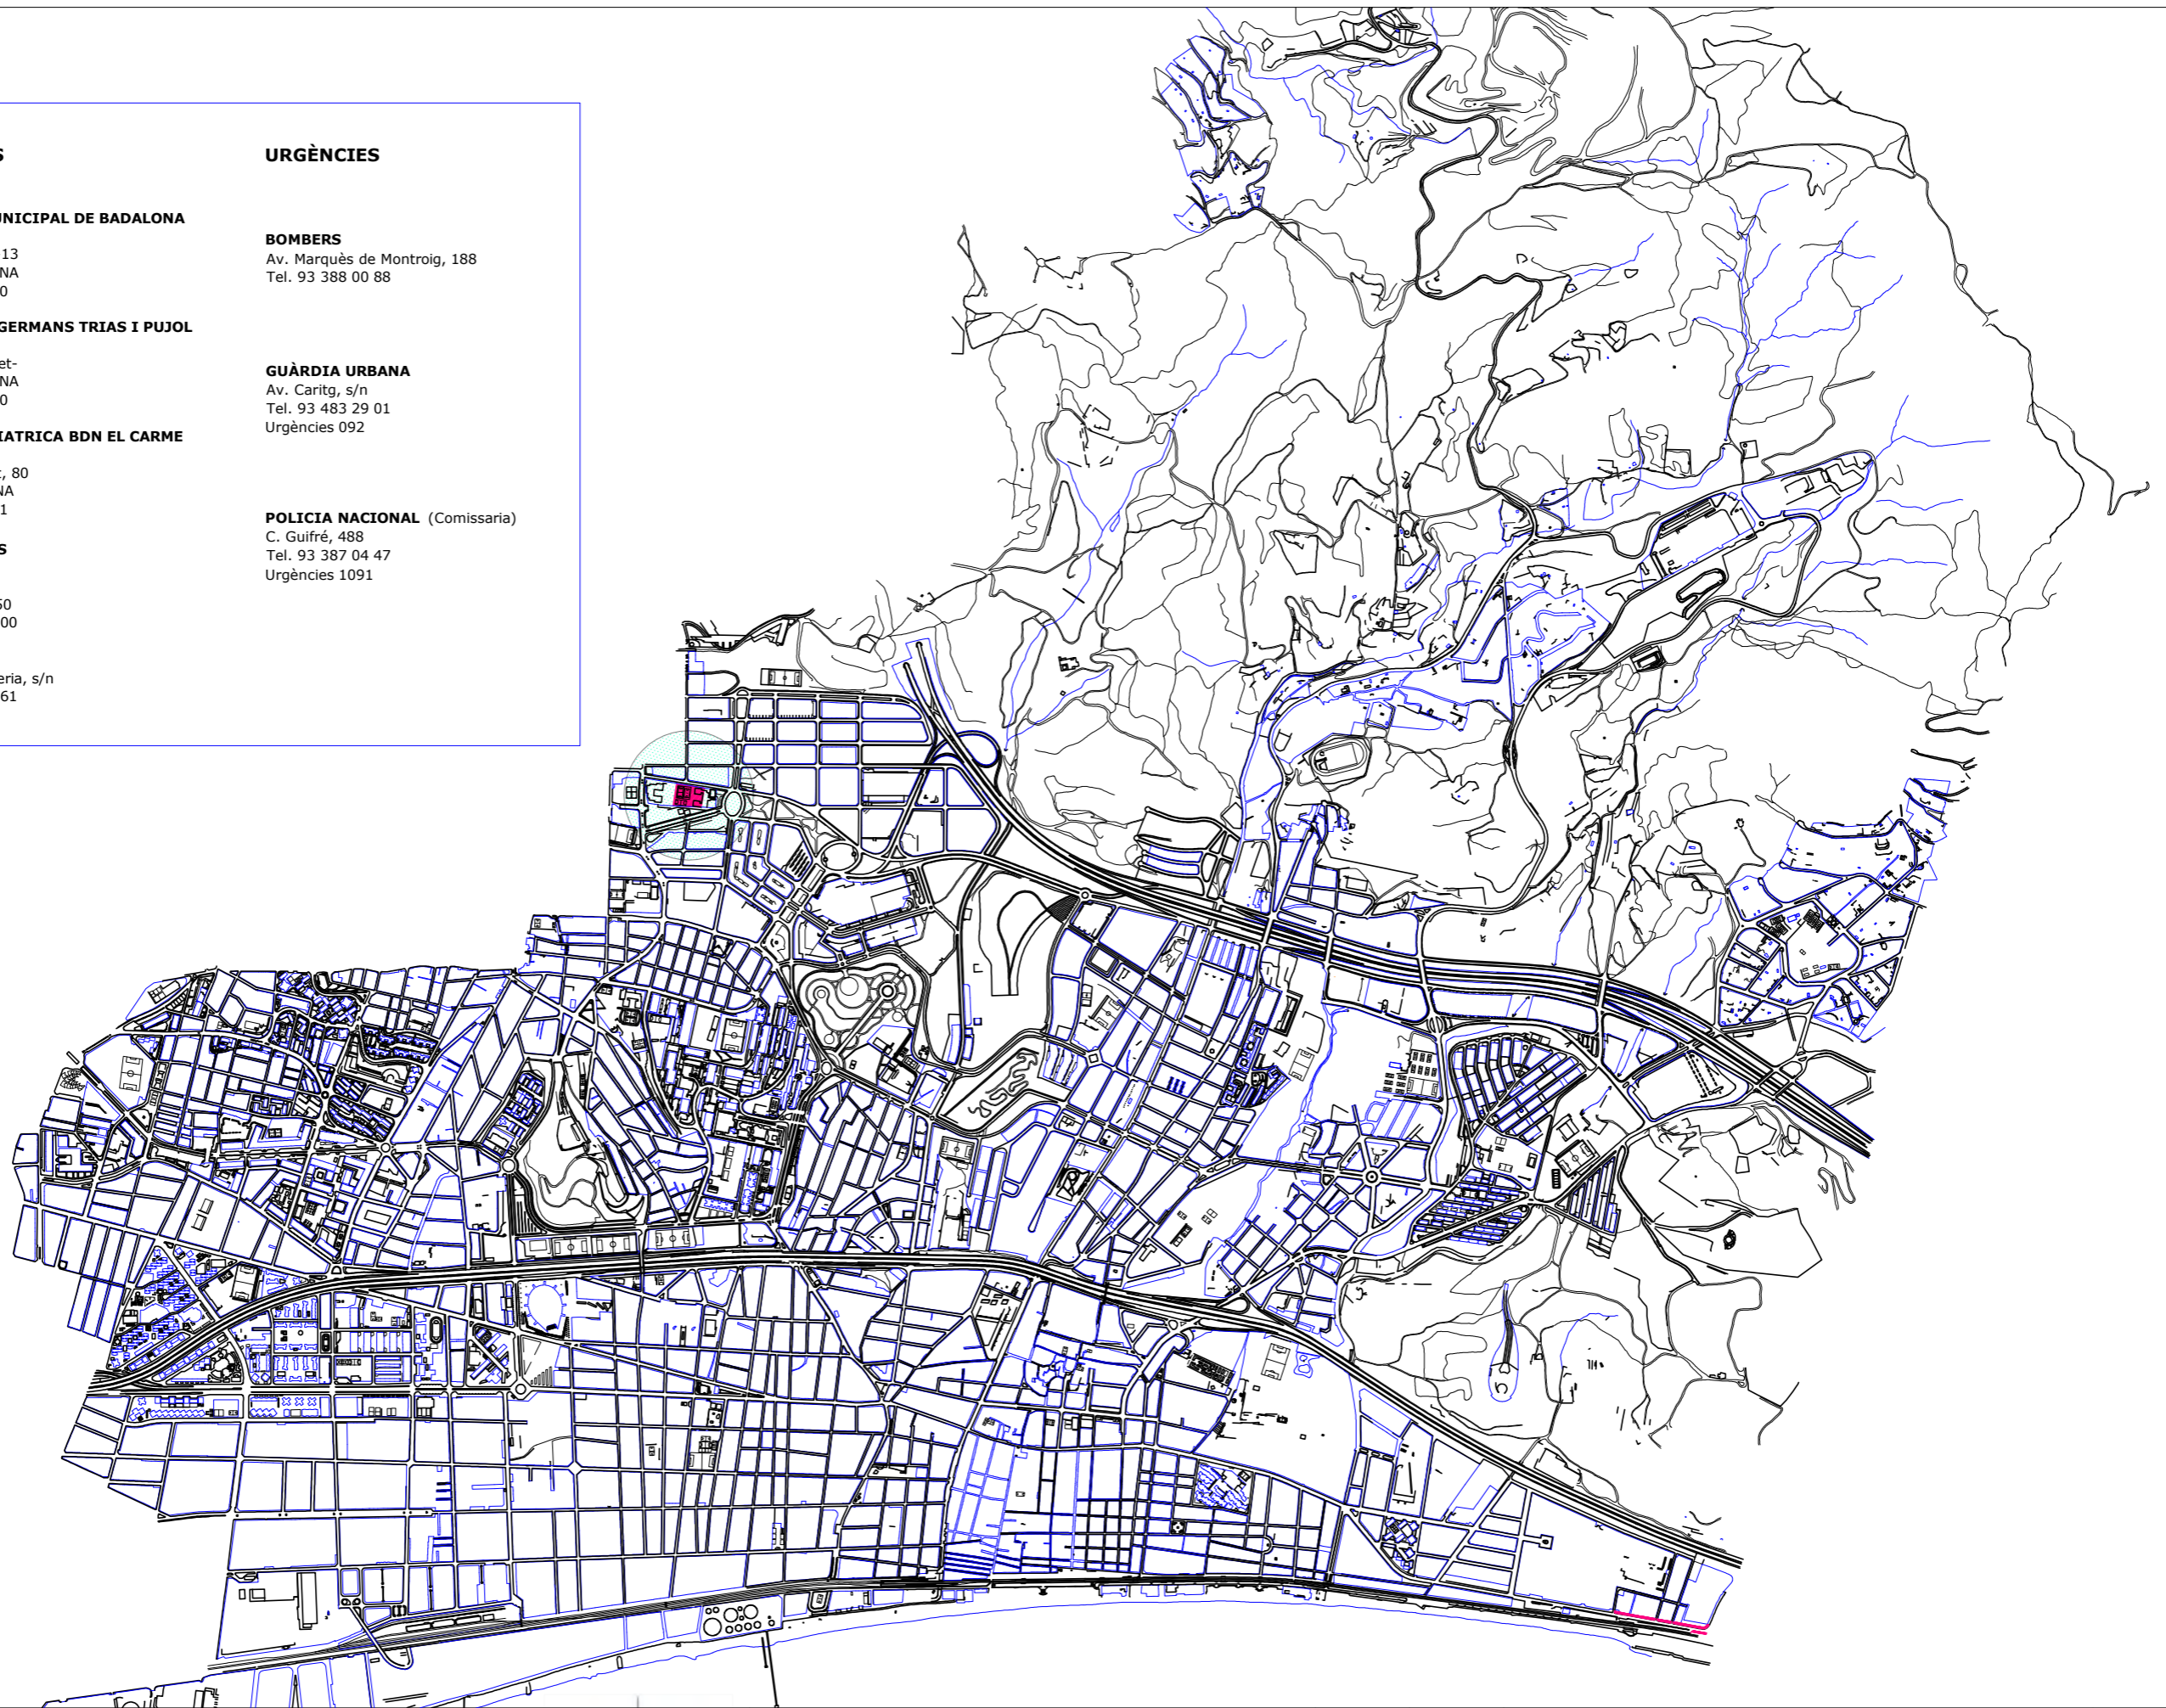 S
UNICIPAL DE BADALONA
13
NA
0
GERMANS TRIAS I PUJOL
et-
NA
0
IATRICA BDN EL CARME
, 80
NA
1
S
50
00
eria, s/n
61
URGÈNCIES
BOMBERS
Av. Marquès de Montroig, 188
Tel. 93 388 00 88
GUÀRDIA URBANA
Av. Caritg, s/n
Tel. 93 483 29 01
Urgències 092
POLICIA NACIONAL (Comissaria)
C. Guifré, 488
Tel. 93 387 04 47
Urgències 1091